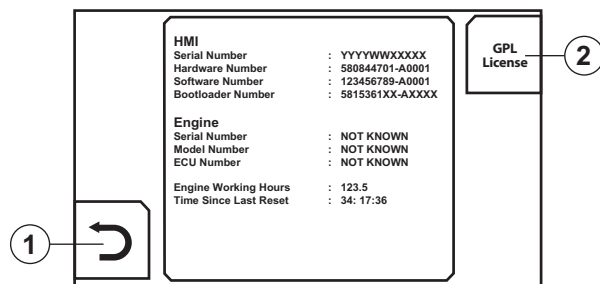 HMI
Serial Number : YYYYWWXXXXX
Hardware Number : 580844701-A0001
Software Number : 123456789-A0001
Bootloader Number : 5815361XX-AXXXX
Engine
Serial Number : NOT KNOWN
Model Number : NOT KNOWN
ECU Number : NOT KNOWN
Engine Working Hours : 123.5
Time Since Last Reset : 34: 17:36
GPL
License
2
1